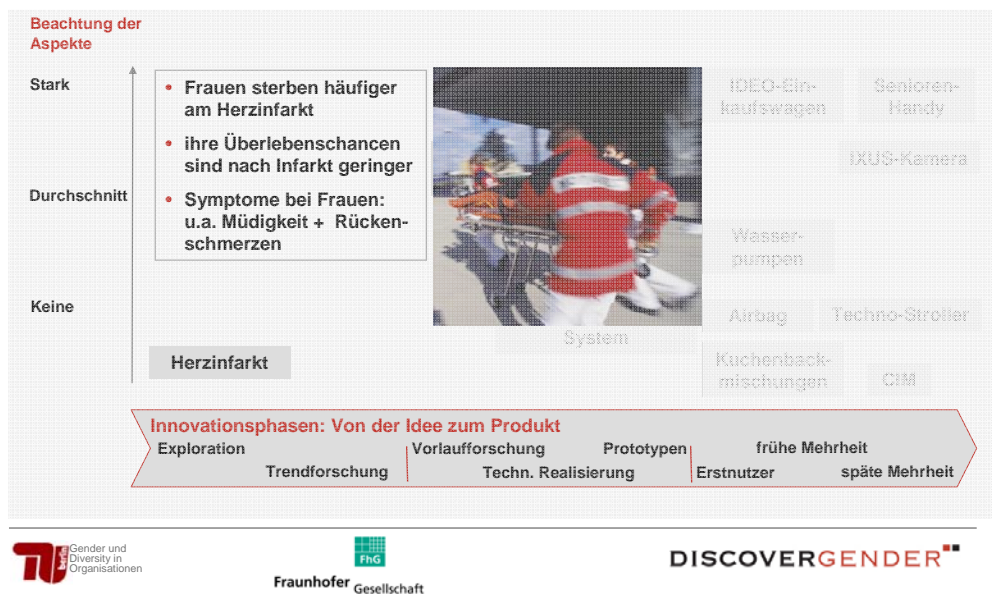 Beachtung der
Aspekte
Stark
Durchschnitt
Keine
• Frauen sterben häufiger
am Herzinfarkt
• ihre Überlebenschancen
sind nach Infarkt geringer
• Symptome bei Frauen:
u.a. Müdigkeit + Rücken-
schmerzen
IDEO-Ein-
kaufswagen
Senioren-
Handy
IXUS-Kamera
Wasser-
pumpen
Airbag
Techno-Stroller
System
Kuchenback-
mischungen
CIM
Herzinfarkt
Innovationsphasen: Von der Idee zum Produkt
Exploration
Vorlaufforschung
Prototypen
frühe Mehrheit
Trendforschung
Techn. Realisierung
Erstnutzer
späte Mehrheit
TU berlin
Gender und
Diversity in
Organisationen
FhG
Fraunhofer Gesellschaft
DISCOVERGENDER